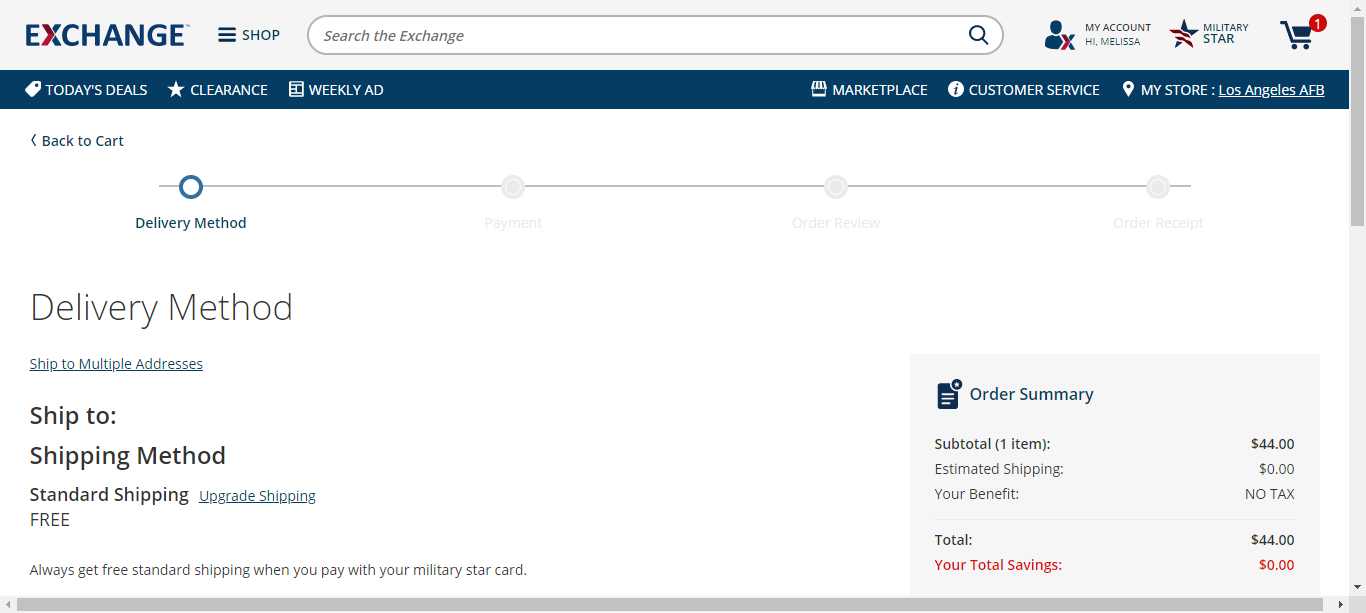 EXCHANGE
SHOP
Search the Exchange
MY ACCOUNT
HI, MELISSA
MILITARY
STAR
1
TODAY'S DEALS
CLEARANCE
WEEKLY AD
MARKETPLACE
CUSTOMER SERVICE
MY STORE : Los Angeles AFB
Back to Cart
Delivery Method
Payment
Order Review
Order Receipt
Delivery Method
Ship to Multiple Addresses
Ship to:
Shipping Method
Standard Shipping Upgrade Shipping
FREE
Always get free standard shipping when you pay with your military star card.
Order Summary
Subtotal (1 item): $44.00
Estimated Shipping: $0.00
Your Benefit: NO TAX
Total: $44.00
Your Total Savings: $0.00